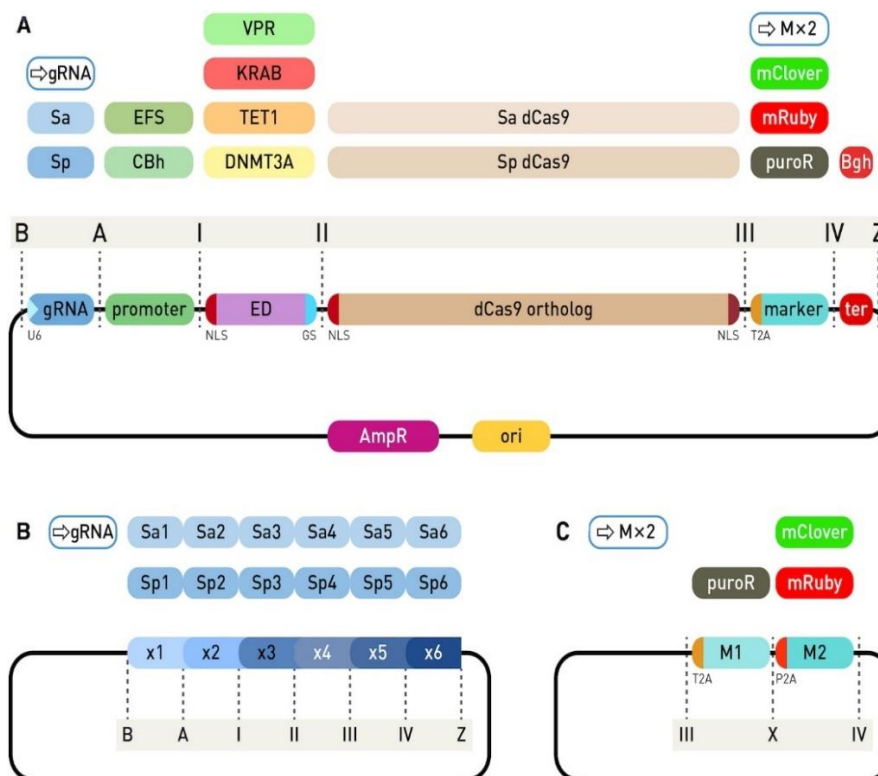 A
VPR
⇨ M×2
⇨gRNA
KRAB
mClover
Sa EFS TET1 Sa dCas9 mRuby
Sp CBh DNMT3A Sp dCas9 puroR Bgh
B A I II III IV Z
gRNA promoter ED dCas9 ortholog marker ter
U6 NLS GS NLS NLS T2A
AmpR ori
B ⇨gRNA Sa1 Sa2 Sa3 Sa4 Sa5 Sa6
Sp1 Sp2 Sp3 Sp4 Sp5 Sp6
x1 x2 x3 x4 x5 x6
B A I II III IV Z
C ⇨ M×2 mClover
puroR mRuby
M1 M2
T2A P2A
III X IV